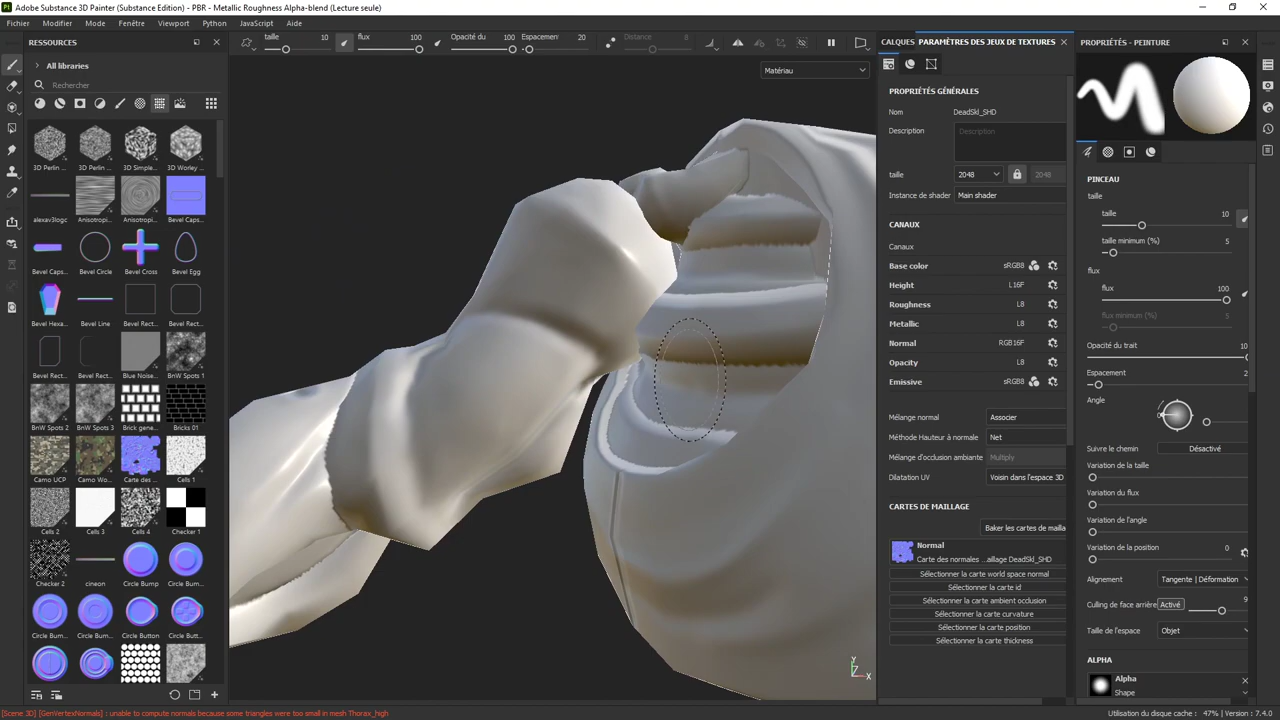 Adobe Substance 3D Painter (Substance Edition) - PBR - Metallic Roughness Alpha-blend (Lecture seule)
Fichier Modifier Mode Fenêtre Viewport Python JavaScript Aide
RESSOURCES
taille 10 flux 100 Opacité du 100 Espacement 20 Distance 8
CALQUES PARAMÈTRES DES JEUX DE TEXTURES
PROPRIÉTÉS - PEINTURE
All libraries
Rechercher
Matériau
3D Perlin ... 3D Perlin ... 3D Simple... 3D Worley ...
alexav3logc Anisotropi... Anisotropi... Bevel Caps...
Bevel Caps... Bevel Circle Bevel Cross Bevel Egg
Bevel Hexa... Bevel Line Bevel Rect... Bevel Rect...
Bevel Rect... Bevel Rect... Blue Noise... BnW Spots 1
BnW Spots 2 BnW Spots 3 Brick gene... Bricks 01
Camo UCP Camo Wo... Carte des ... Cells 1
Cells 2 Cells 3 Cells 4 Checker 1
Checker 2 cineon Circle Bump Circle Bum...
Circle Bum... Circle Bum... Circle Button Circle Butt...
PROPRIÉTÉS GÉNÉRALES
Nom DeadSkl_SHD
Description Description
taille 2048 2048
Instance de shader Main shader
CANAUX
Canaux
Base color sRGB8
Height L16F
Roughness L8
Metallic L8
Normal RGB16F
Opacity L8
Emissive sRGB8
Mélange normal Associer
Méthode Hauteur à normale Net
Mélange d'occlusion ambiante Multiply
Dilatation UV Voisin dans l'espace 3D
CARTES DE MAILLAGE
Baker les cartes de mailla
Normal
Carte des normales ...aillage DeadSkl_SHD
Sélectionner la carte world space normal
Sélectionner la carte id
Sélectionner la carte ambient occlusion
Sélectionner la carte curvature
Sélectionner la carte position
Sélectionner la carte thickness
PINCEAU
taille
taille 10
taille minimum (%) 5
flux
flux 100
flux minimum (%) 5
Opacité du trait 10
Espacement 2
Angle
Suivre le chemin Désactivé
Variation de la taille
Variation du flux
Variation de l'angle
Variation de la position 0
Alignement Tangente | Déformation
Culling de face arrière Activé 9
Taille de l'espace Objet
ALPHA
Alpha
Shape
Y
Z
X
[Scene 3D] [GenVertexNormals] : unable to compute normals because some triangles were too small in mesh Thorax_high
Utilisation du disque cache : 47% | Version : 7.4.0